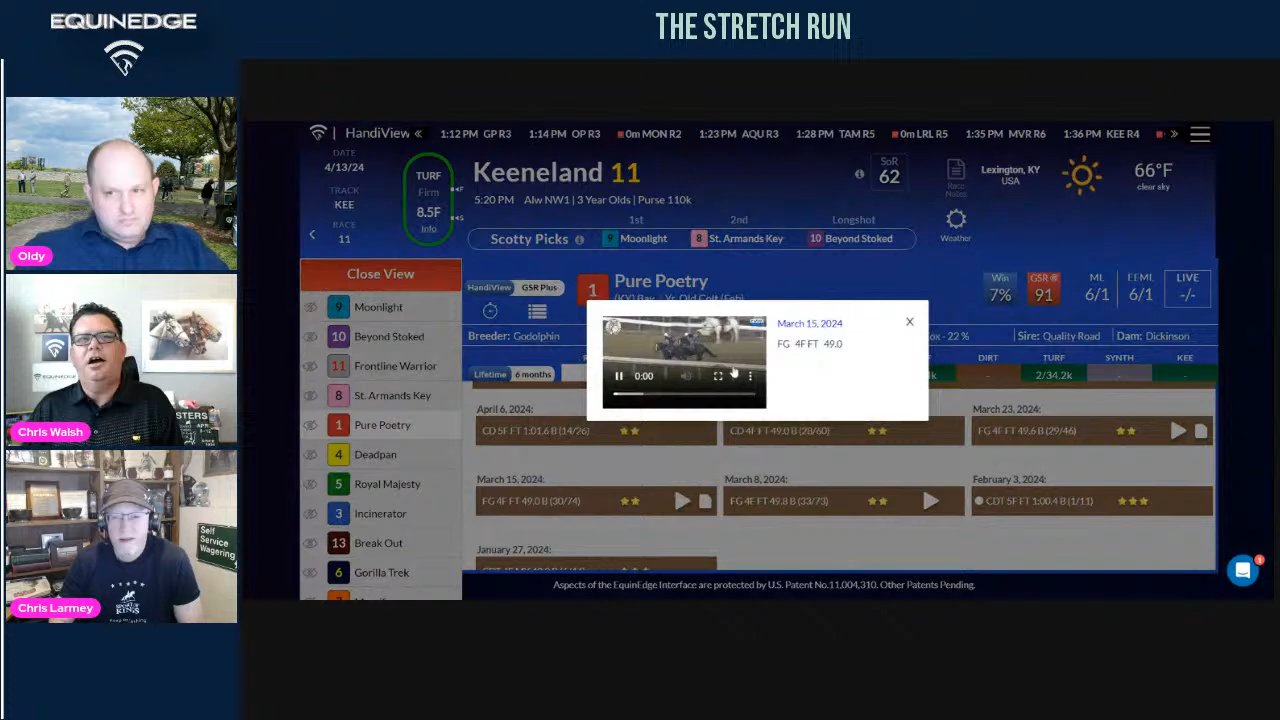 EQUINEDGE
THE STRETCH RUN
HandiView « 1:12 PM GP R3 1:14 PM OP R3 0m MON R2 1:23 PM AQU R3 1:28 PM TAM R5 0m LRL R5 1:35 PM MVR R6 1:36 PM KEE R4 »
DATE
4/13/24
TRACK
KEE
RACE
11
TURF
Firm
8.5F
Info
F
S
Keeneland 11
5:20 PM Alw NW1 | 3 Year Olds | Purse 110k
SoR
62
Race Notes
Lexington, KY
USA
66°F
clear sky
Weather
1st 2nd Longshot
Scotty Picks 9 Moonlight 8 St. Armands Key 10 Beyond Stoked
Close View
9 Moonlight
10 Beyond Stoked
11 Frontline Warrior
8 St. Armands Key
1 Pure Poetry
4 Deadpan
5 Royal Majesty
3 Incinerator
13 Break Out
6 Gorilla Trek
HandiView GSR Plus
1 Pure Poetry
Win
7%
GSR
91
ML
6/1
EEML
6/1
LIVE
-/-
Breeder: Godolphin
- 22 %
Sire: Quality Road
Dam: Dickinson
DIRT TURF SYNTH KEE
Lifetime 6 months
- 2/34.2k -
March 15, 2024 X
FG 4F FT 49.0
0:00
April 6, 2024: March 23, 2024:
CD 5F FT 1:01.6 B (14/26) CD 4F FT 49.0 B (28/60) FG 4F FT 49.6 B (29/46)
March 15, 2024: March 8, 2024: February 3, 2024:
FG 4F FT 49.0 B (30/74) FG 4F FT 49.8 B (33/73) CDT 5F FT 1:00.4 B (1/11)
January 27, 2024:
Aspects of the EquinEdge Interface are protected by U.S. Patent No.11,004,310. Other Patents Pending.
1
Oldy
Chris Walsh
Chris Larmey
Self
Service
Wagering
SPORT OF
KINGS